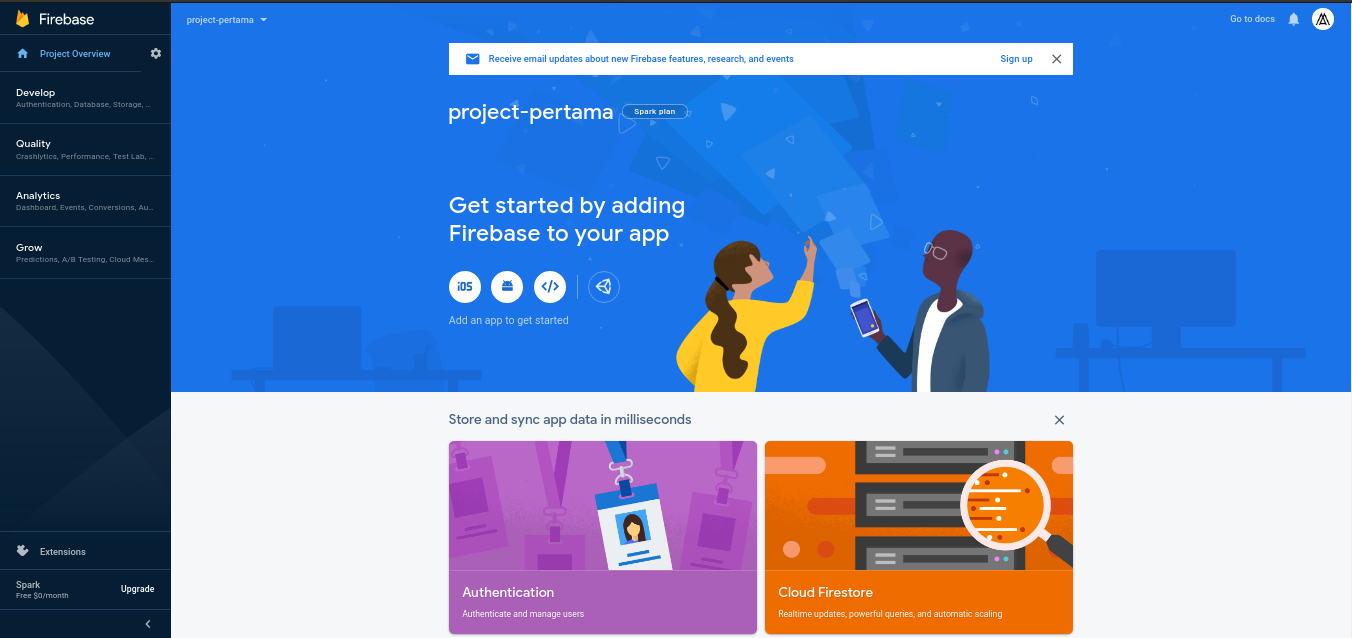 Firebase
project-pertama
Go to docs
Project Overview
Receive email updates about new Firebase features, research, and events
Sign up
Develop
Authentication, Database, Storage, ...
project-pertama
Spark plan
Quality
Crashlytics, Performance, Test Lab, ...
Analytics
Dashboard, Events, Conversions, Au...
Get started by adding
Firebase to your app
Grow
Predictions, A/B Testing, Cloud Mes...
iOS
Add an app to get started
Store and sync app data in milliseconds
Extensions
Spark
Free $0/month
Upgrade
Authentication
Authenticate and manage users
Cloud Firestore
Realtime updates, powerful queries, and automatic scaling